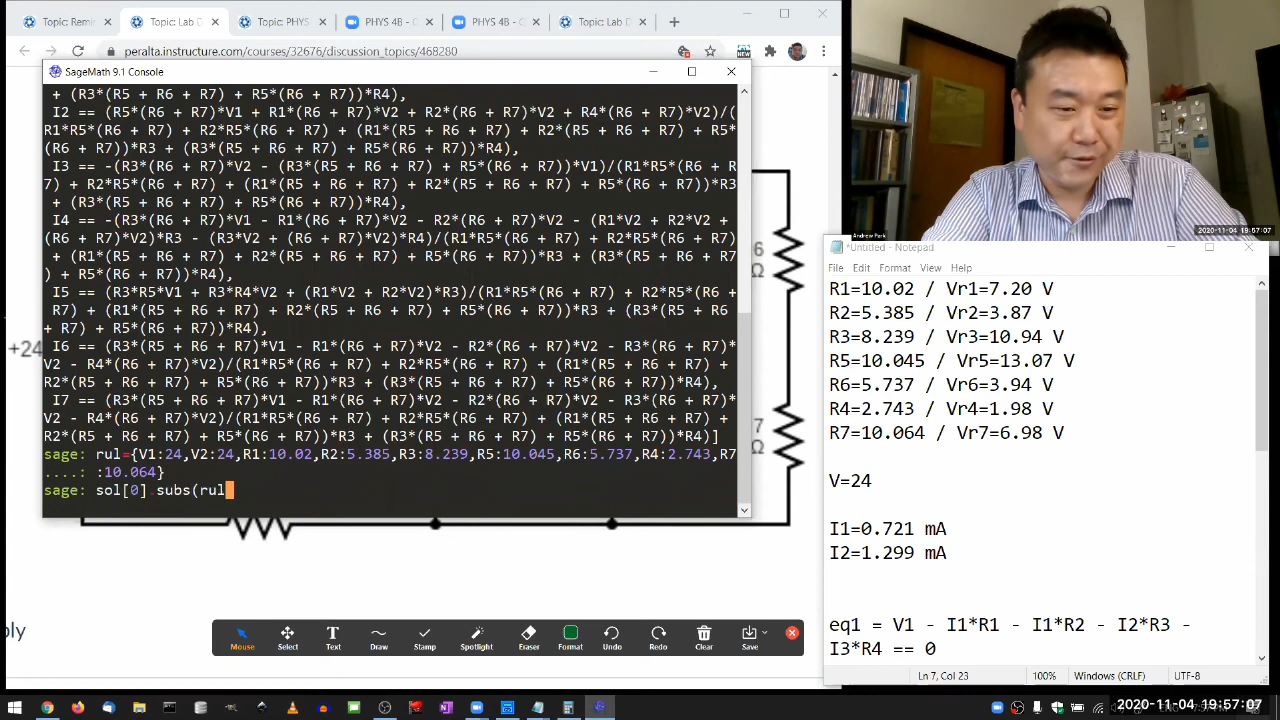 Topic: Remin
Topic: Lab D
Topic: PHYS
PHYS 4B - C
PHYS 4B - C
Topic: Lab D
peralta.instructure.com/courses/32676/discussion_topics/468280
SageMath 9.1 Console
+ (R3*(R5 + R6 + R7) + R5*(R6 + R7))*R4),
I2 == (R5*(R6 + R7)*V1 + R1*(R6 + R7)*V2 + R2*(R6 + R7)*V2 + R4*(R6 + R7)*V2)/(
R1*R5*(R6 + R7) + R2*R5*(R6 + R7) + (R1*(R5 + R6 + R7) + R2*(R5 + R6 + R7) + R5*
(R6 + R7))*R3 + (R3*(R5 + R6 + R7) + R5*(R6 + R7))*R4),
I3 == -(R3*(R6 + R7)*V2 - (R3*(R5 + R6 + R7) + R5*(R6 + R7))*V1)/(R1*R5*(R6 + R
7) + R2*R5*(R6 + R7) + (R1*(R5 + R6 + R7) + R2*(R5 + R6 + R7) + R5*(R6 + R7))*R3
+ (R3*(R5 + R6 + R7) + R5*(R6 + R7))*R4),
I4 == -(R3*(R6 + R7)*V1 - R1*(R6 + R7)*V2 - R2*(R6 + R7)*V2 - (R1*V2 + R2*V2 +
(R6 + R7)*V2)*R3 - (R3*V2 + (R6 + R7)*V2)*R4)/(R1*R5*(R6 + R7) + R2*R5*(R6 + R7)
+ (R1*(R5 + R6 + R7) + R2*(R5 + R6 + R7) + R5*(R6 + R7))*R3 + (R3*(R5 + R6 + R7
) + R5*(R6 + R7))*R4),
I5 == (R3*R5*V1 + R3*R4*V2 + (R1*V2 + R2*V2)*R3)/(R1*R5*(R6 + R7) + R2*R5*(R6 +
R7) + (R1*(R5 + R6 + R7) + R2*(R5 + R6 + R7) + R5*(R6 + R7))*R3 + (R3*(R5 + R6
+ R7) + R5*(R6 + R7))*R4),
I6 == (R3*(R5 + R6 + R7)*V1 - R1*(R6 + R7)*V2 - R2*(R6 + R7)*V2 - R3*(R6 + R7)*
V2 - R4*(R6 + R7)*V2)/(R1*R5*(R6 + R7) + R2*R5*(R6 + R7) + (R1*(R5 + R6 + R7) +
R2*(R5 + R6 + R7) + R5*(R6 + R7))*R3 + (R3*(R5 + R6 + R7) + R5*(R6 + R7))*R4),
I7 == (R3*(R5 + R6 + R7)*V1 - R1*(R6 + R7)*V2 - R2*(R6 + R7)*V2 - R3*(R6 + R7)*
V2 - R4*(R6 + R7)*V2)/(R1*R5*(R6 + R7) + R2*R5*(R6 + R7) + (R1*(R5 + R6 + R7) +
R2*(R5 + R6 + R7) + R5*(R6 + R7))*R3 + (R3*(R5 + R6 + R7) + R5*(R6 + R7))*R4)]
sage: rul={V1:24,V2:24,R1:10.02,R2:5.385,R3:8.239,R5:10.045,R6:5.737,R4:2.743,R7
....: :10.064}
sage: sol[0].subs(rul
+24
6
Ω
7
Ω
ply
Mouse Select Text Draw Stamp Spotlight Eraser Format Undo Redo Clear Save
Andrew Park
2020-11-04 19:57:07
*Untitled - Notepad
File Edit Format View Help
R1=10.02 / Vr1=7.20 V
R2=5.385 / Vr2=3.87 V
R3=8.239 / Vr3=10.94 V
R5=10.045 / Vr5=13.07 V
R6=5.737 / Vr6=3.94 V
R4=2.743 / Vr4=1.98 V
R7=10.064 / Vr7=6.98 V
V=24
I1=0.721 mA
I2=1.299 mA
eq1 = V1 - I1*R1 - I1*R2 - I2*R3 -
I3*R4 == 0
Ln 7, Col 23 100% Windows (CRLF) UTF-8
2020-11-04 19:57:07